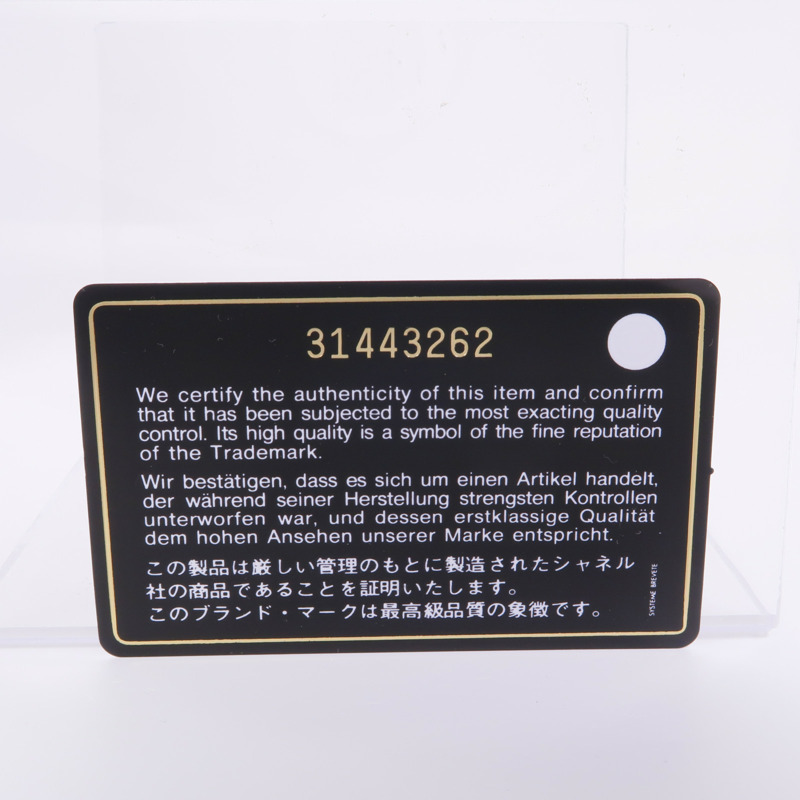 31443262
We certify the authenticity of this item and confirm
that it has been subjected to the most exacting quality
control. Its high quality is a symbol of the fine reputation
of the Trademark.
Wir bestätigen, dass es sich um einen Artikel handelt,
der während seiner Herstellung strengsten Kontrollen
unterworfen war, und dessen erstklassige Qualität
dem hohen Ansehen unserer Marke entspricht.
この製品は厳しい管理のもとに製造されたシャネル
社の商品であることを証明いたします。
このブランド・マークは最高級品質の象徴です。
SYSTEME BREVETE